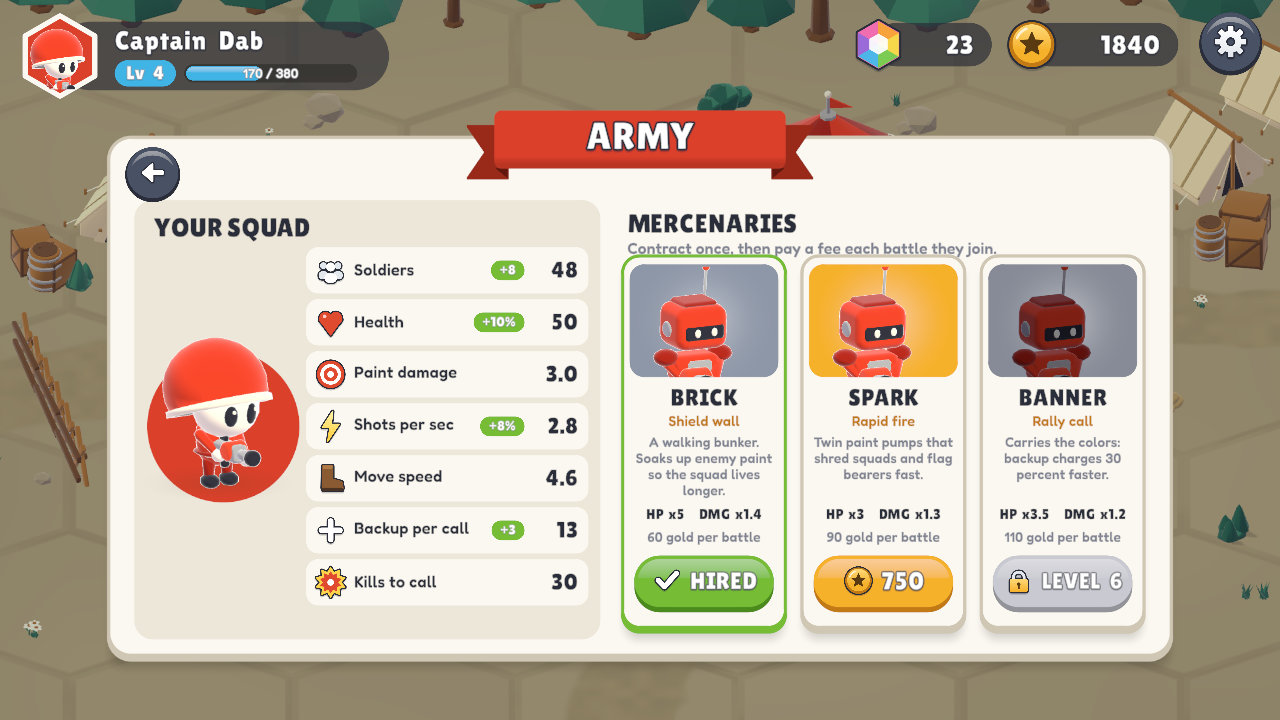 Captain Dab
Lv 4
170 / 380
23
1840
ARMY
YOUR SQUAD
Soldiers +8 48
Health +10% 50
Paint damage 3.0
Shots per sec +8% 2.8
Move speed 4.6
Backup per call +3 13
Kills to call 30
MERCENARIES
Contract once, then pay a fee each battle they join.
BRICK
Shield wall
A walking bunker.
Soaks up enemy paint
so the squad lives
longer.
HP x5 DMG x1.4
60 gold per battle
HIRED
SPARK
Rapid fire
Twin paint pumps that
shred squads and flag
bearers fast.
HP x3 DMG x1.3
90 gold per battle
750
BANNER
Rally call
Carries the colors:
backup charges 30
percent faster.
HP x3.5 DMG x1.2
110 gold per battle
LEVEL 6